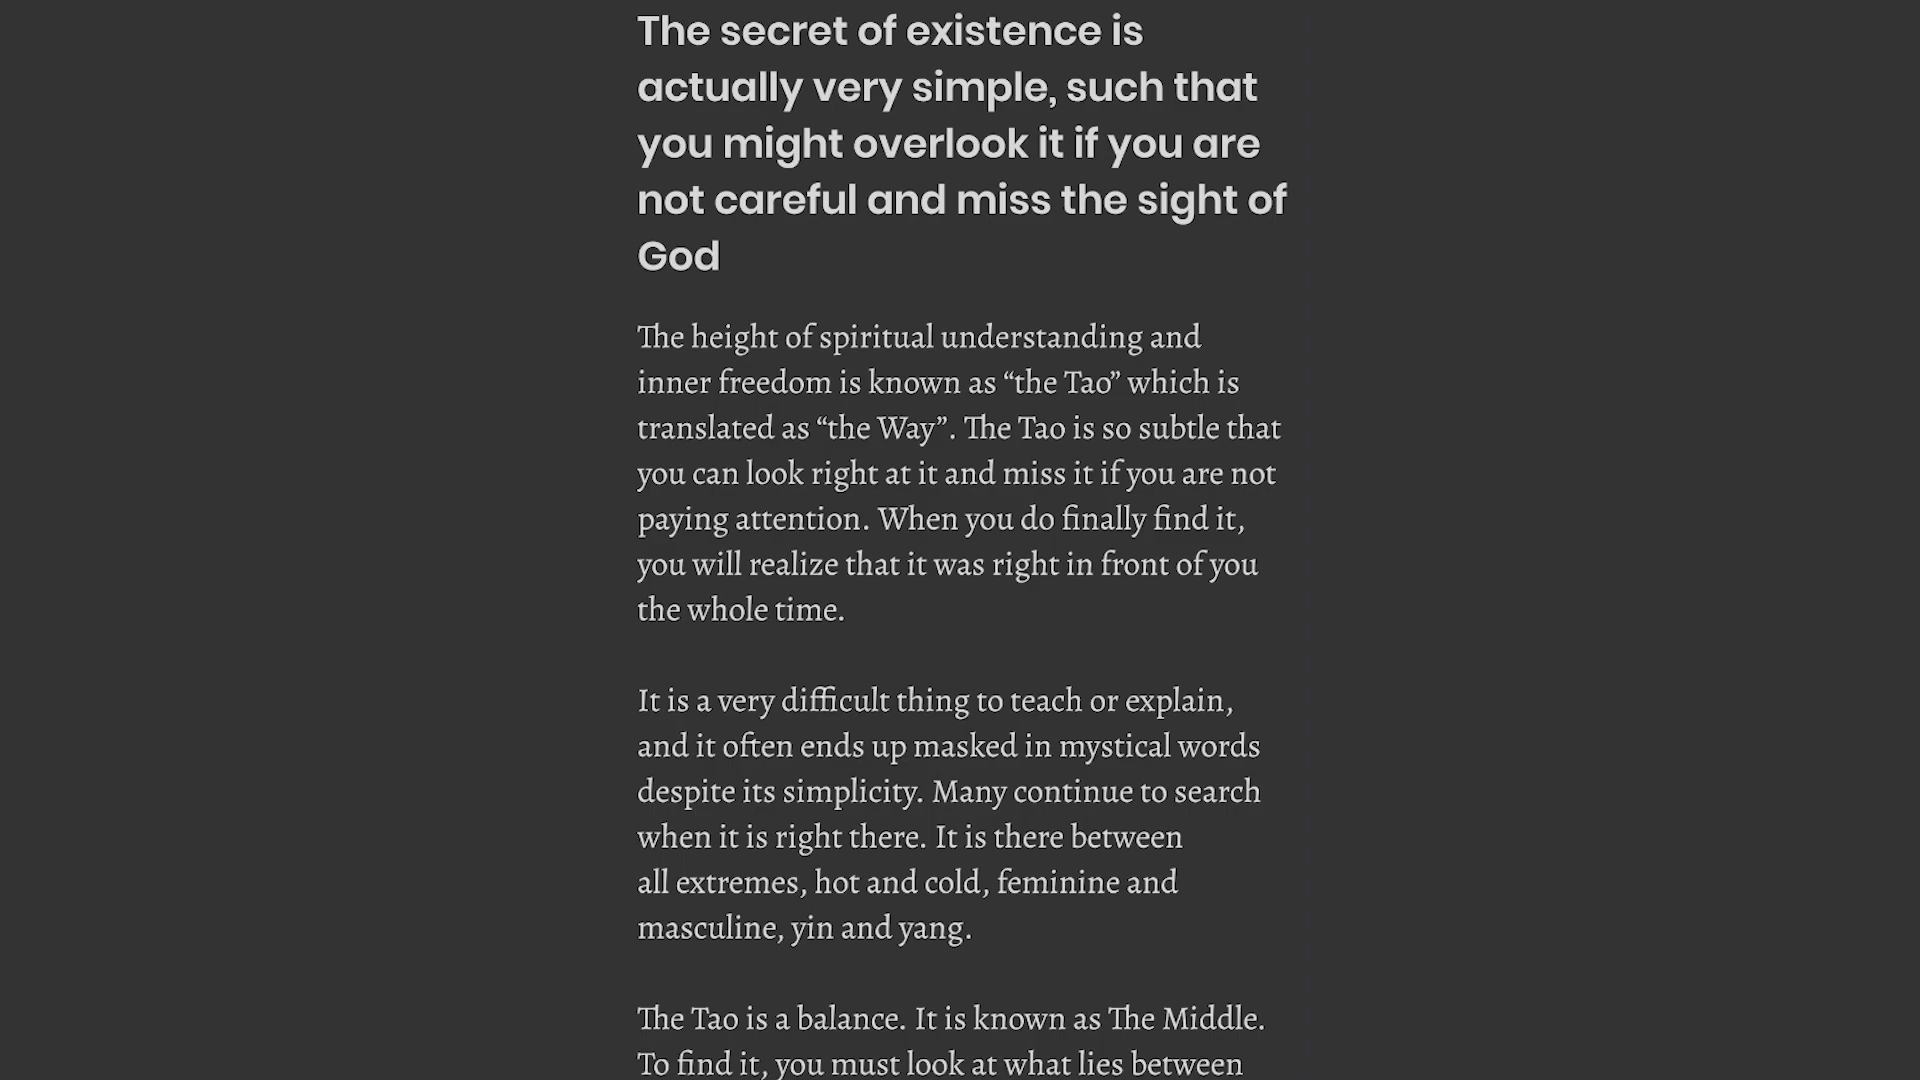 The secret of existence is
actually very simple, such that
you might overlook it if you are
not careful and miss the sight of
God
The height of spiritual understanding and
inner freedom is known as “the Tao” which is
translated as “the Way”. The Tao is so subtle that
you can look right at it and miss it if you are not
paying attention. When you do finally find it,
you will realize that it was right in front of you
the whole time.
It is a very difficult thing to teach or explain,
and it often ends up masked in mystical words
despite its simplicity. Many continue to search
when it is right there. It is there between
all extremes, hot and cold, feminine and
masculine, yin and yang.
The Tao is a balance. It is known as The Middle.
To find it, you must look at what lies between